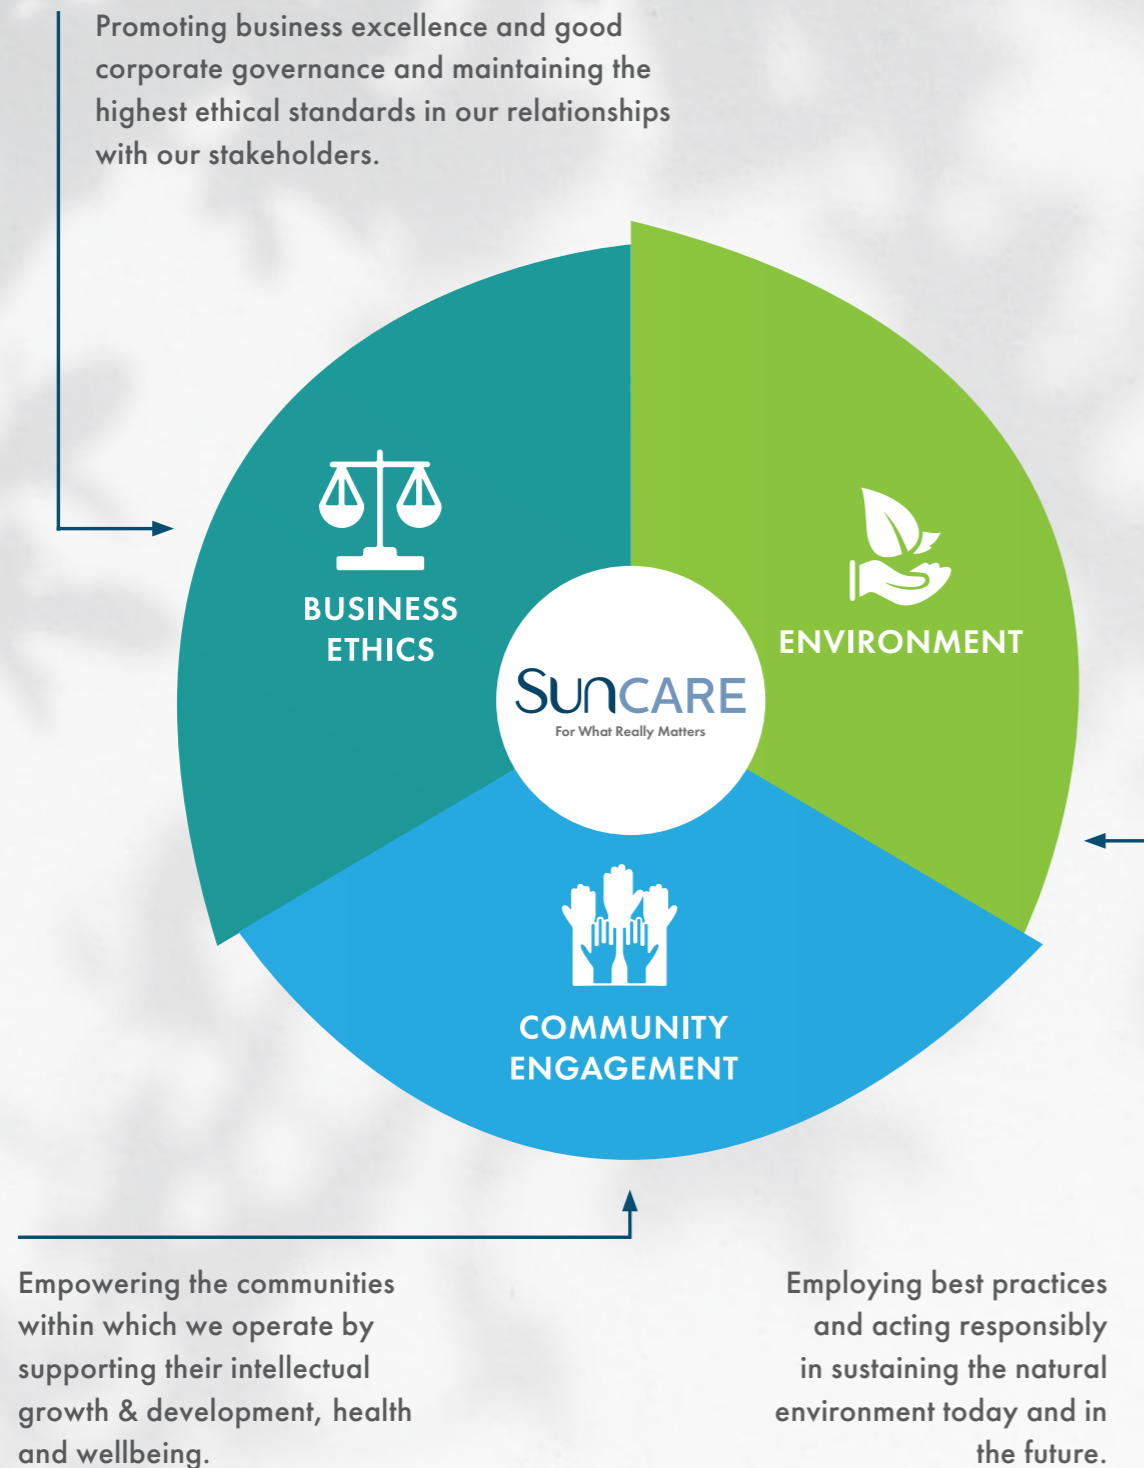 Promoting business excellence and good
corporate governance and maintaining the
highest ethical standards in our relationships
with our stakeholders.
BUSINESS
ETHICS
ENVIRONMENT
SUNCARE
For What Really Matters
COMMUNITY
ENGAGEMENT
Empowering the communities
within which we operate by
supporting their intellectual
growth & development, health
and wellbeing.
Employing best practices
and acting responsibly
in sustaining the natural
environment today and in
the future.